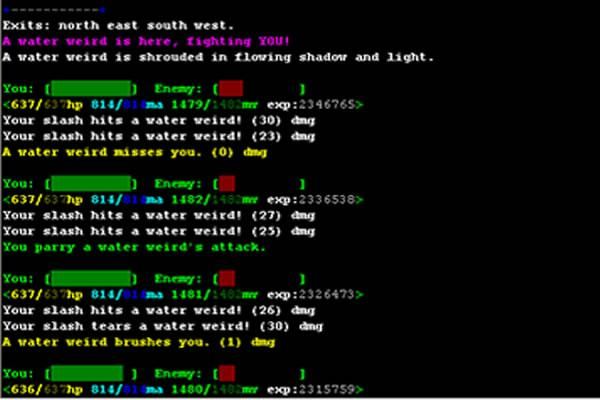 Exits: north east south west.
A water weird is here, fighting YOU!
A water weird is shrouded in flowing shadow and light.
You: [ ] Enemy: [ ]
<637/637hp 814/814ma 1479/1482mv exp:2346765>
Your slash hits a water weird! (30) dmg
Your slash hits a water weird! (23) dmg
A water weird misses you. (0) dmg
You: [ ] Enemy: [ ]
<637/637hp 814/814ma 1482/1482mv exp:2336538>
Your slash hits a water weird! (27) dmg
Your slash hits a water weird! (25) dmg
You parry a water weird's attack.
You: [ ] Enemy: [ ]
<637/637hp 814/814ma 1481/1482mv exp:2326473>
Your slash hits a water weird! (26) dmg
Your slash tears a water weird! (30) dmg
A water weird brushes you. (1) dmg
You: [ ] Enemy: [ ]
<636/637hp 814/814ma 1480/1482mv exp:2315759>